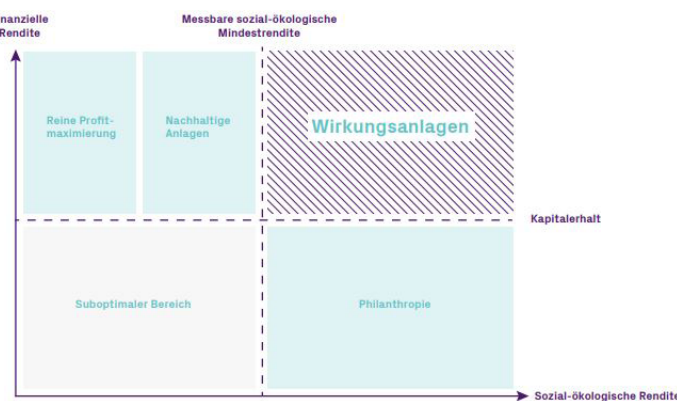 nanzielle
Rendite
Messbare sozial-ökologische
Mindestrendite
Reine Profit-
maximierung
Nachhaltige
Anlagen
Wirkungsanlagen
Kapitalerhalt
Suboptimaler Bereich
Philanthropie
Sozial-ökologische Rendite